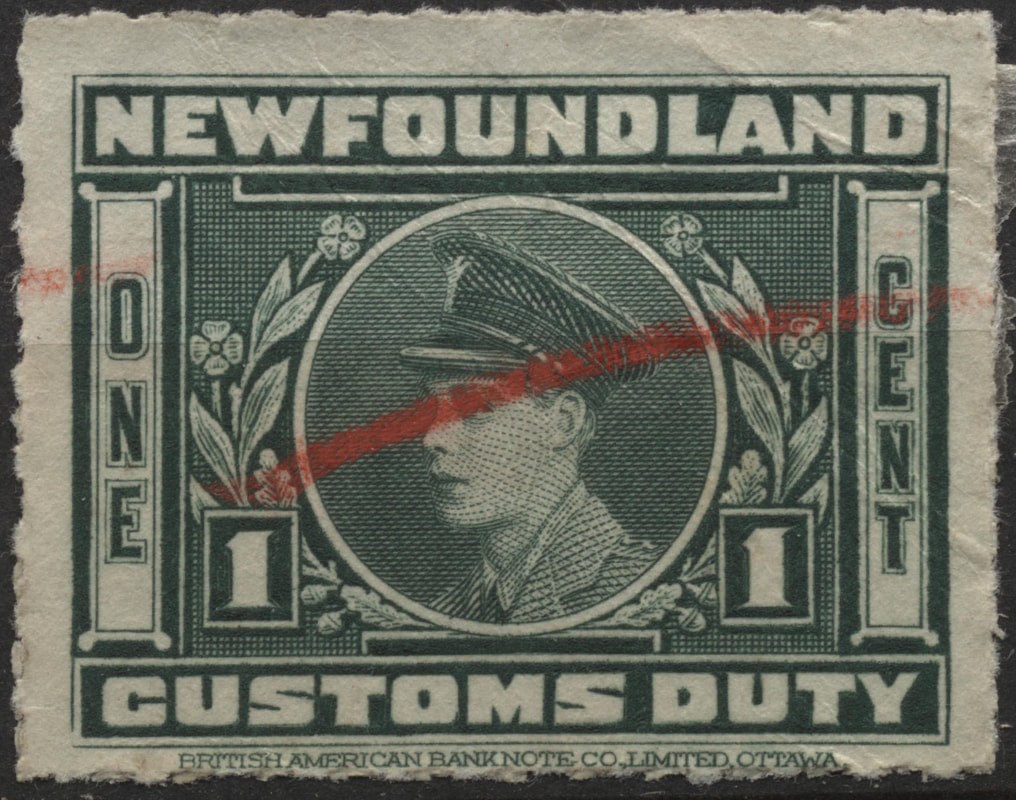 NEWFOUNDLAND
ONE
CENT
1
1
CUSTOMS DUTY
BRITISH AMERICAN BANK NOTE CO., LIMITED, OTTAWA